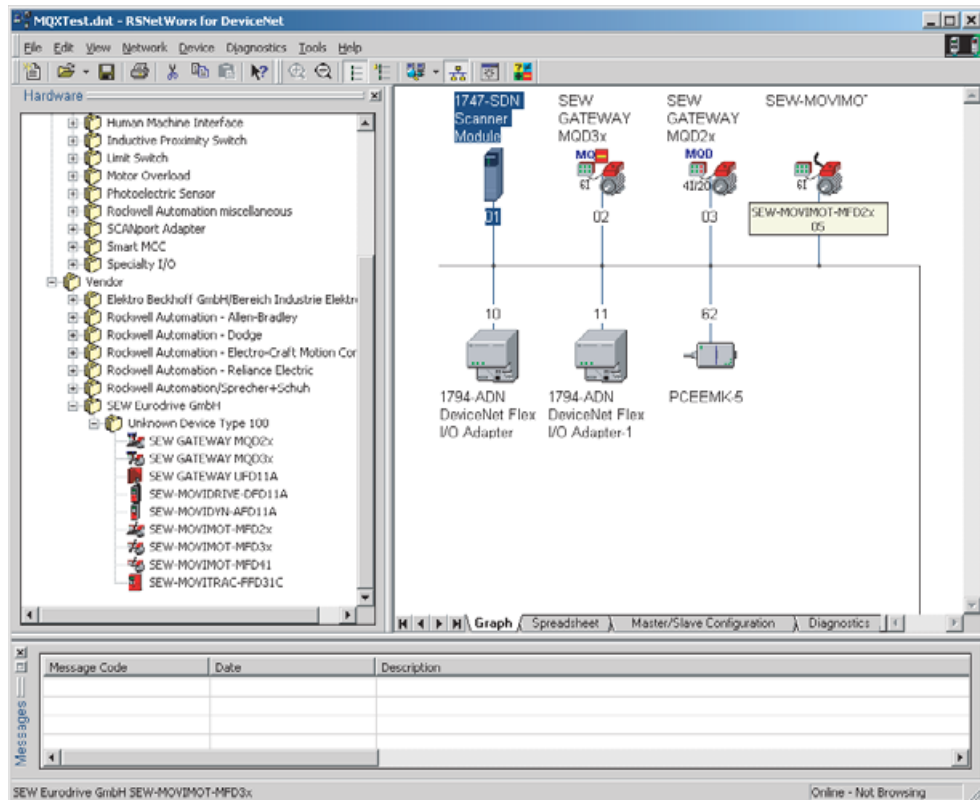 MQXTest.dnt - RSNetWorx for DeviceNet
File Edit View Network Device Diagnostics Tools Help
Hardware
Human Machine Interface
Inductive Proximity Switch
Limit Switch
Motor Overload
Photoelectric Sensor
Rockwell Automation miscellaneous
SCANport Adapter
Smart MCC
Specialty I/O
Vendor
Elektro Beckhoff GmbH/Bereich Industrie Elektr
Rockwell Automation - Allen-Bradley
Rockwell Automation - Dodge
Rockwell Automation - Electro-Craft Motion Cor
Rockwell Automation - Reliance Electric
Rockwell Automation/Sprecher+Schuh
SEW Eurodrive GmbH
Unknown Device Type 100
SEW GATEWAY MQD2x
SEW GATEWAY MQD3x
SEW GATEWAY UFD11A
SEW-MOVIDRIVE-DFD11A
SEW-MOVIDYN-AFD11A
SEW-MOVIMOT-MFD2x
SEW-MOVIMOT-MFD3x
SEW-MOVIMOT-MFD41
SEW-MOVITRAC-FFD31C
1747-SDN
Scanner
Module
01
SEW
GATEWAY
MQD3x
MQ
6I
02
SEW
GATEWAY
MQD2x
MQD
4I/2O
03
SEW-MOVIMOT
6I
SEW-MOVIMOT-MFD2x
05
10
1794-ADN
DeviceNet Flex
I/O Adapter
11
1794-ADN
DeviceNet Flex
I/O Adapter-1
62
PCEEMK-5
Graph Spreadsheet Master/Slave Configuration Diagnostics
Messages
Message Code Date Description
SEW Eurodrive GmbH SEW-MOVIMOT-MFD3x
Online - Not Browsing